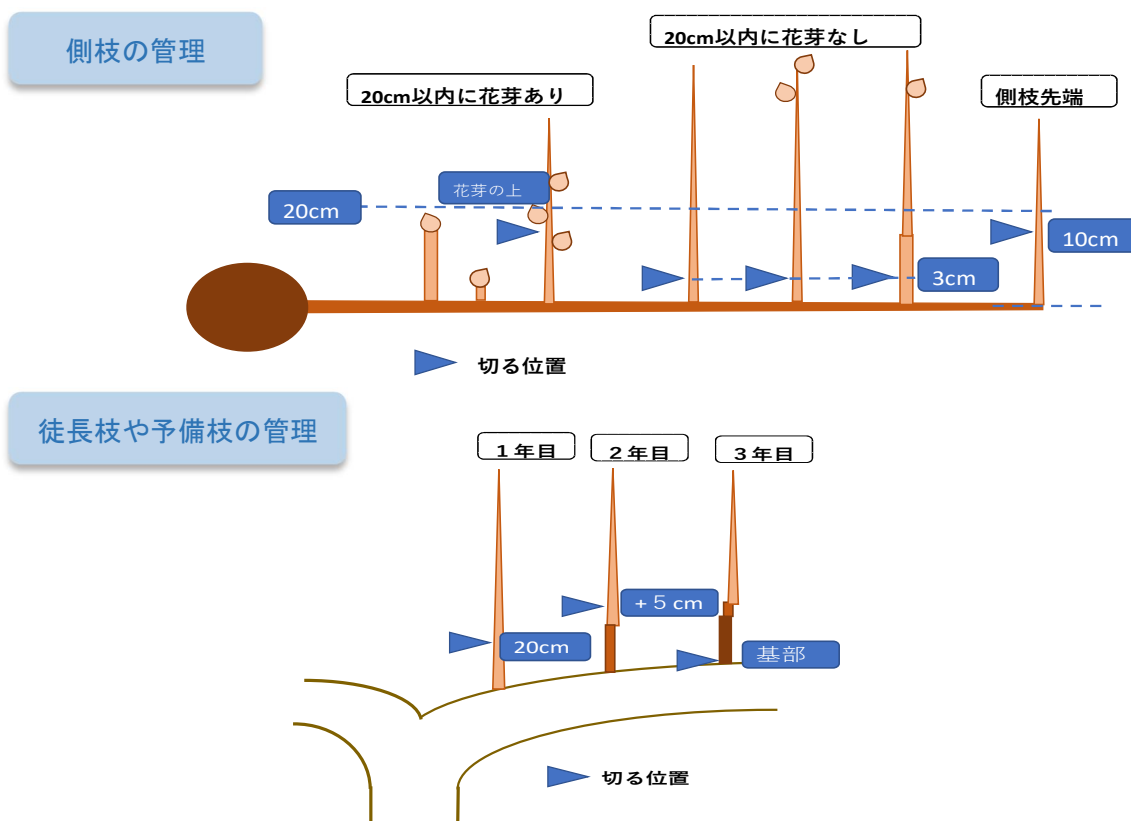 側枝の管理
20cm以内に花芽なし
20cm以内に花芽あり
側枝先端
花芽の上
20cm
10cm
3cm
切る位置
徒長枝や予備枝の管理
１年目
２年目
３年目
+５cm
20cm
基部
切る位置